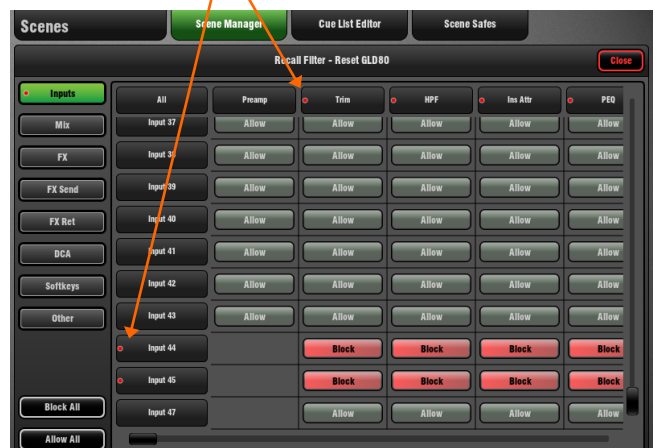 Scenes Scene Manager Cue List Editor Scene Safes
Recall Filter - Reset GLD80 Close
Inputs All Preamp Trim HPF Ins Attr PEQ
Mix Input 37 Allow Allow Allow Allow Allow
FX Input 38 Allow Allow Allow Allow Allow
FX Send Input 39 Allow Allow Allow Allow Allow
FX Ret Input 40 Allow Allow Allow Allow Allow
DCA Input 41 Allow Allow Allow Allow Allow
Softkeys Input 42 Allow Allow Allow Allow Allow
Other Input 43 Allow Allow Allow Allow Allow
Input 44 Block Block Block Block
Input 45 Block Block Block Block
Block All Input 47 Allow Allow Allow Allow
Allow All